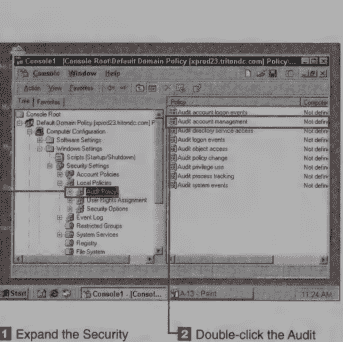 Console1 - [Console Root\Default Domain Policy [xprod23.tritondc.com] Policy...
Console Window Help
Action View Favorites
Tree Favorites
Policy Computer
Console Root
Default Domain Policy [xprod23.tritondc.com] P
Computer Configuration
Software Settings
Windows Settings
Scripts (Startup/Shutdown)
Security Settings
Account Policies
Local Policies
Audit Policy
User Rights Assignment
Security Options
Event Log
Restricted Groups
System Services
Registry
File System
Audit account logon events Not defin
Audit account management Not defin
Audit directory service access Not defin
Audit logon events Not defin
Audit object access Not defin
Audit policy change Not defin
Audit privilege use Not defin
Audit process tracking Not defin
Audit system events Not defin
Start Console1 - [Consol... A-13 - Paint 11:24 AM
1 Expand the Security
2 Double-click the Audit